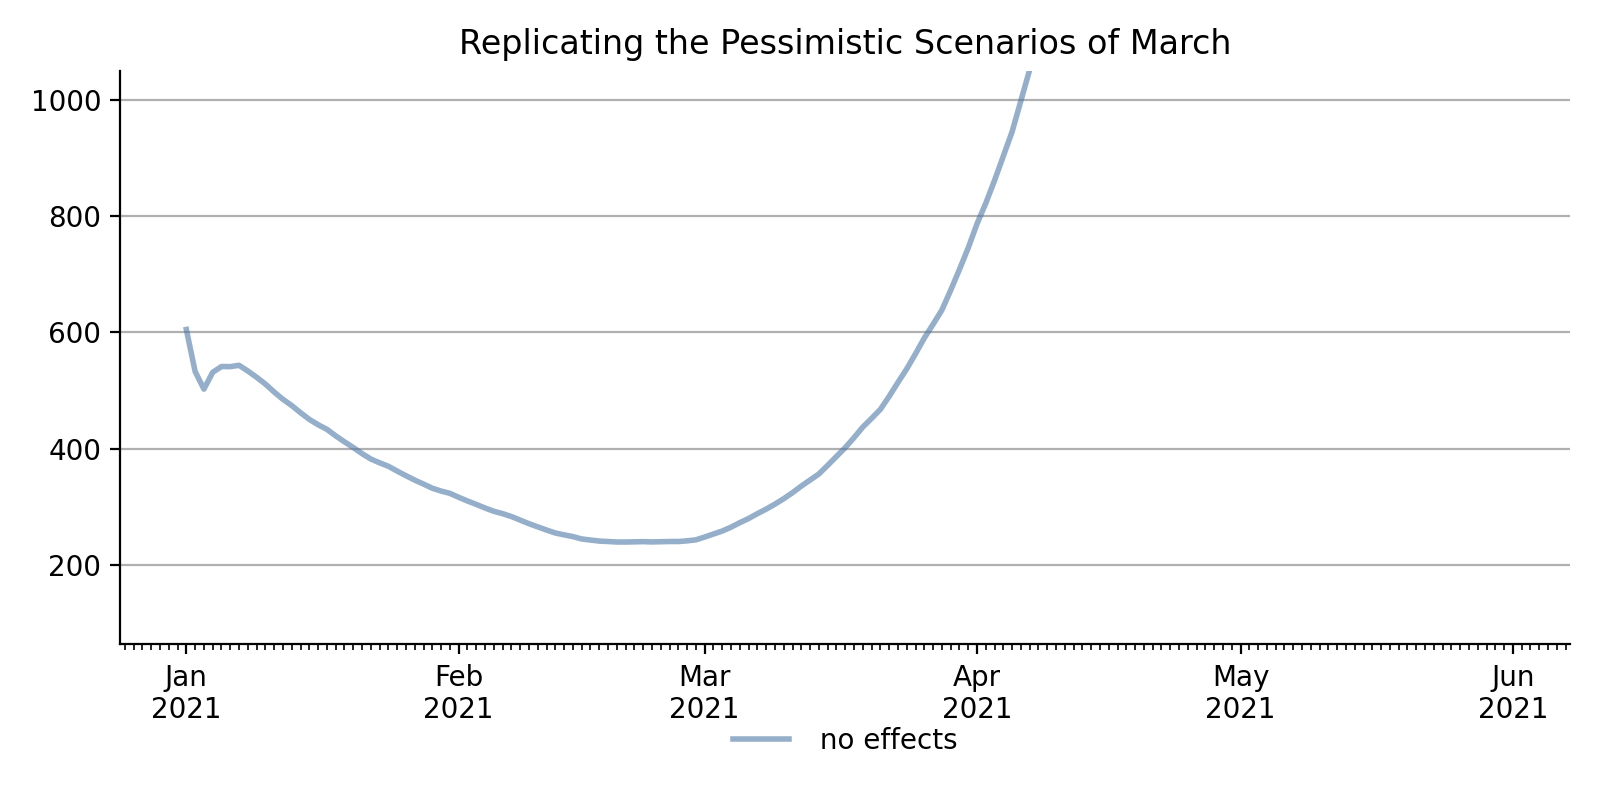 Replicating the Pessimistic Scenarios of March
1000
800
600
400
200
Jan Feb Mar Apr May Jun
2021 2021 2021 2021 2021 2021
no effects